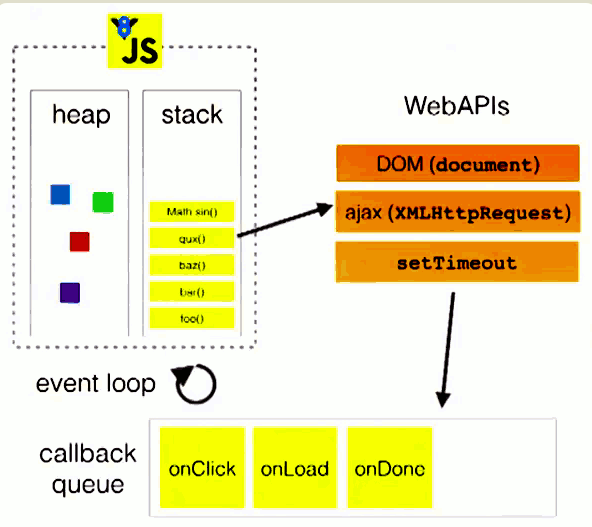 JS
heap
stack
WebAPIs
DOM (document)
ajax (XMLHttpRequest)
setTimeout
Math sin()
qux()
baz()
bar()
foo()
event loop
callback
queue
onClick
onLoad
onDone